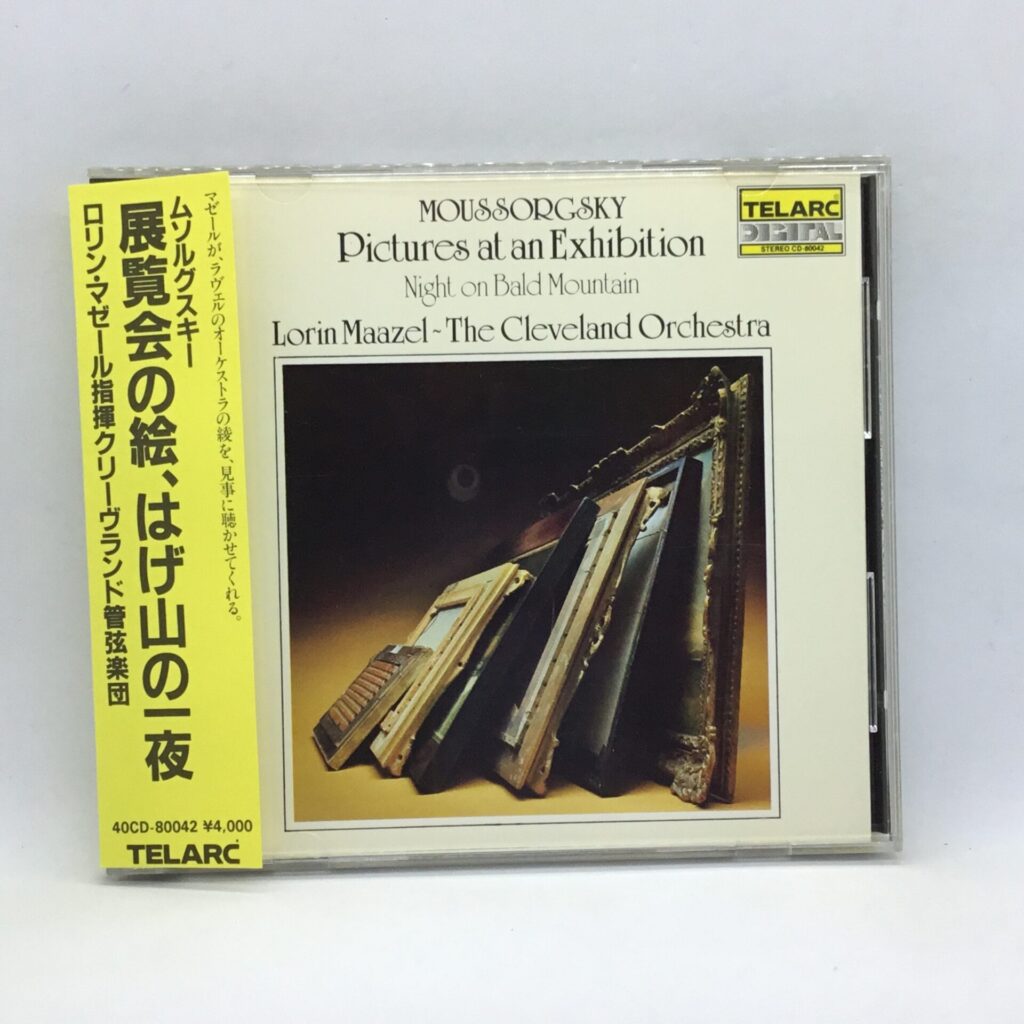 マゼールが、ラヴェルのオーケストラの綾を、見事に聴かせてくれる。
ムソルグスキー
展覧会の絵、はげ山の一夜
ロリン・マゼール指揮クリーヴランド管弦楽団
40CD-80042 ¥4,000
TELARC
MOUSSORGSKY
Pictures at an Exhibition
Night on Bald Mountain
Lorin Maazel~The Cleveland Orchestra
TELARC
DIGITAL
STEREO CD-80042